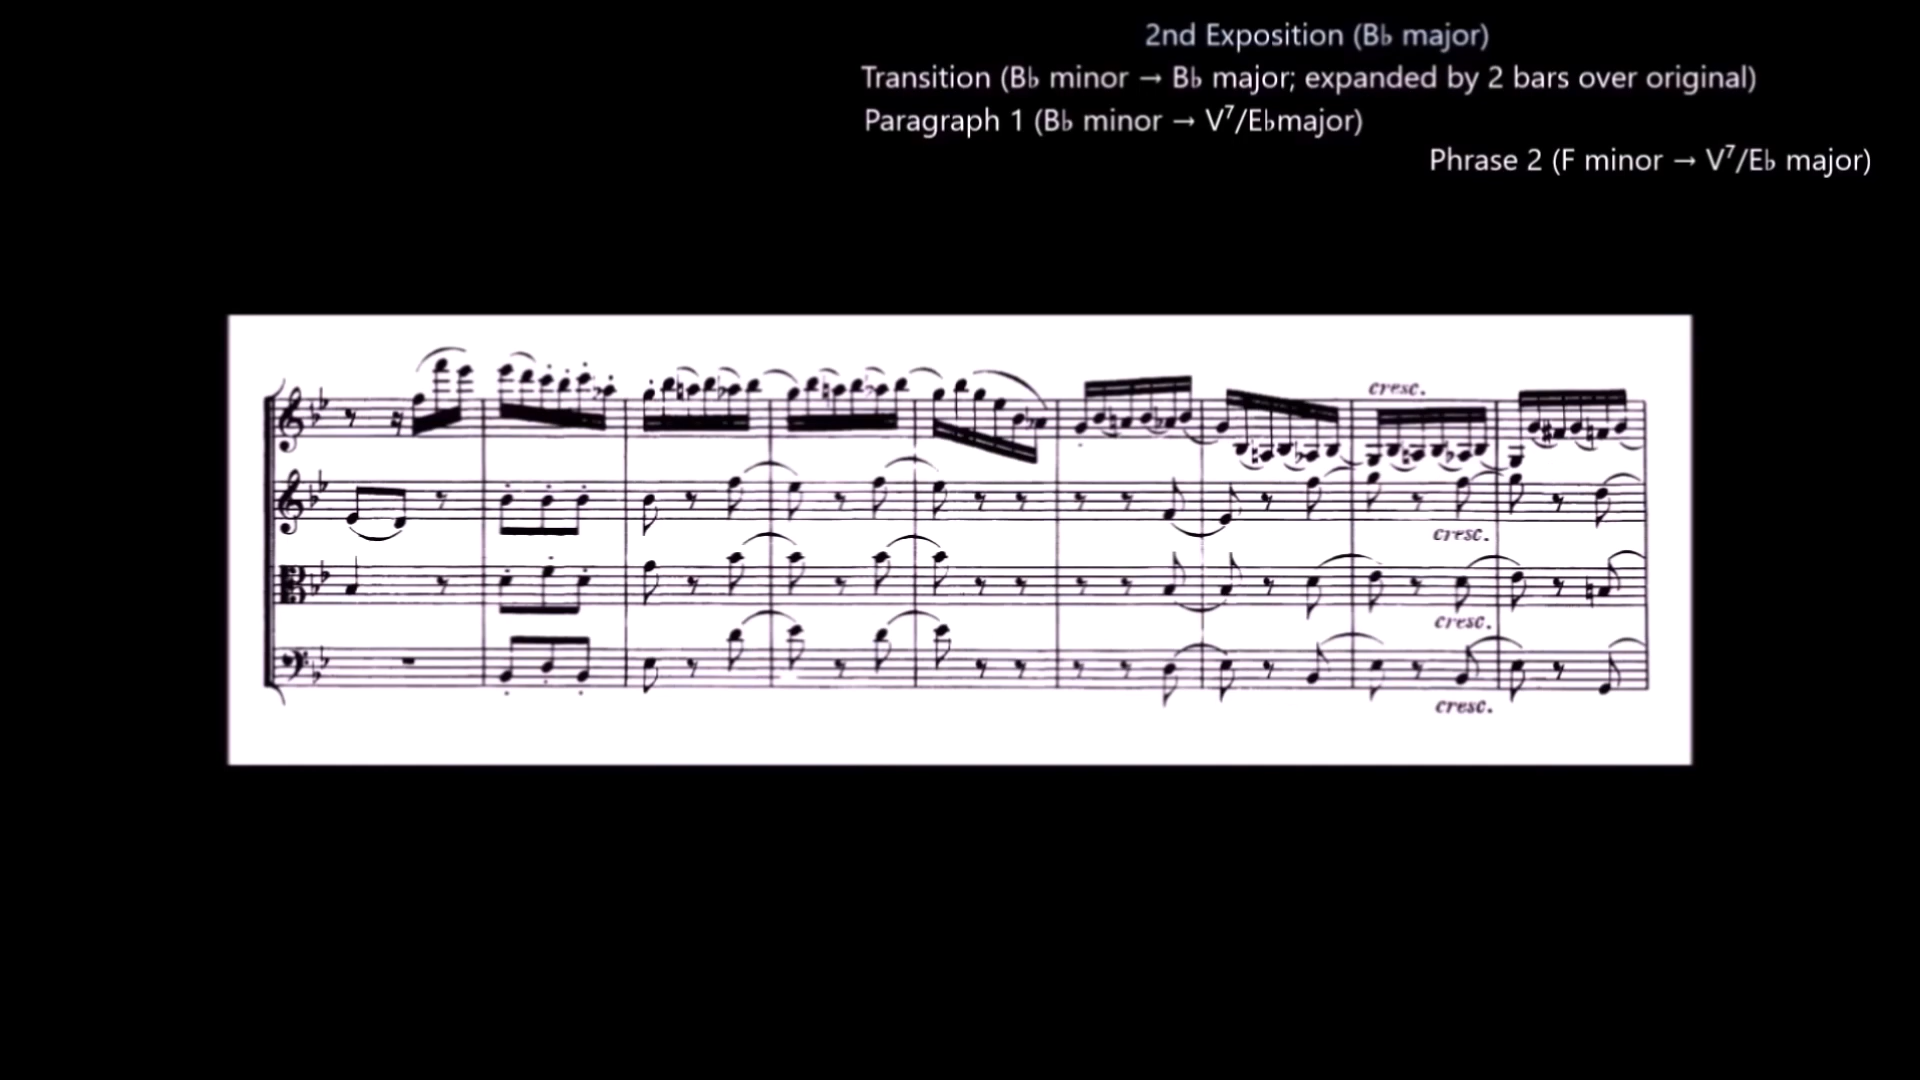 2nd Exposition (B♭ major)
Transition (B♭ minor → B♭ major; expanded by 2 bars over original)
Paragraph 1 (B♭ minor → V⁷/E♭major)
Phrase 2 (F minor → V⁷/E♭ major)
cresc.
cresc.
cresc.
cresc.